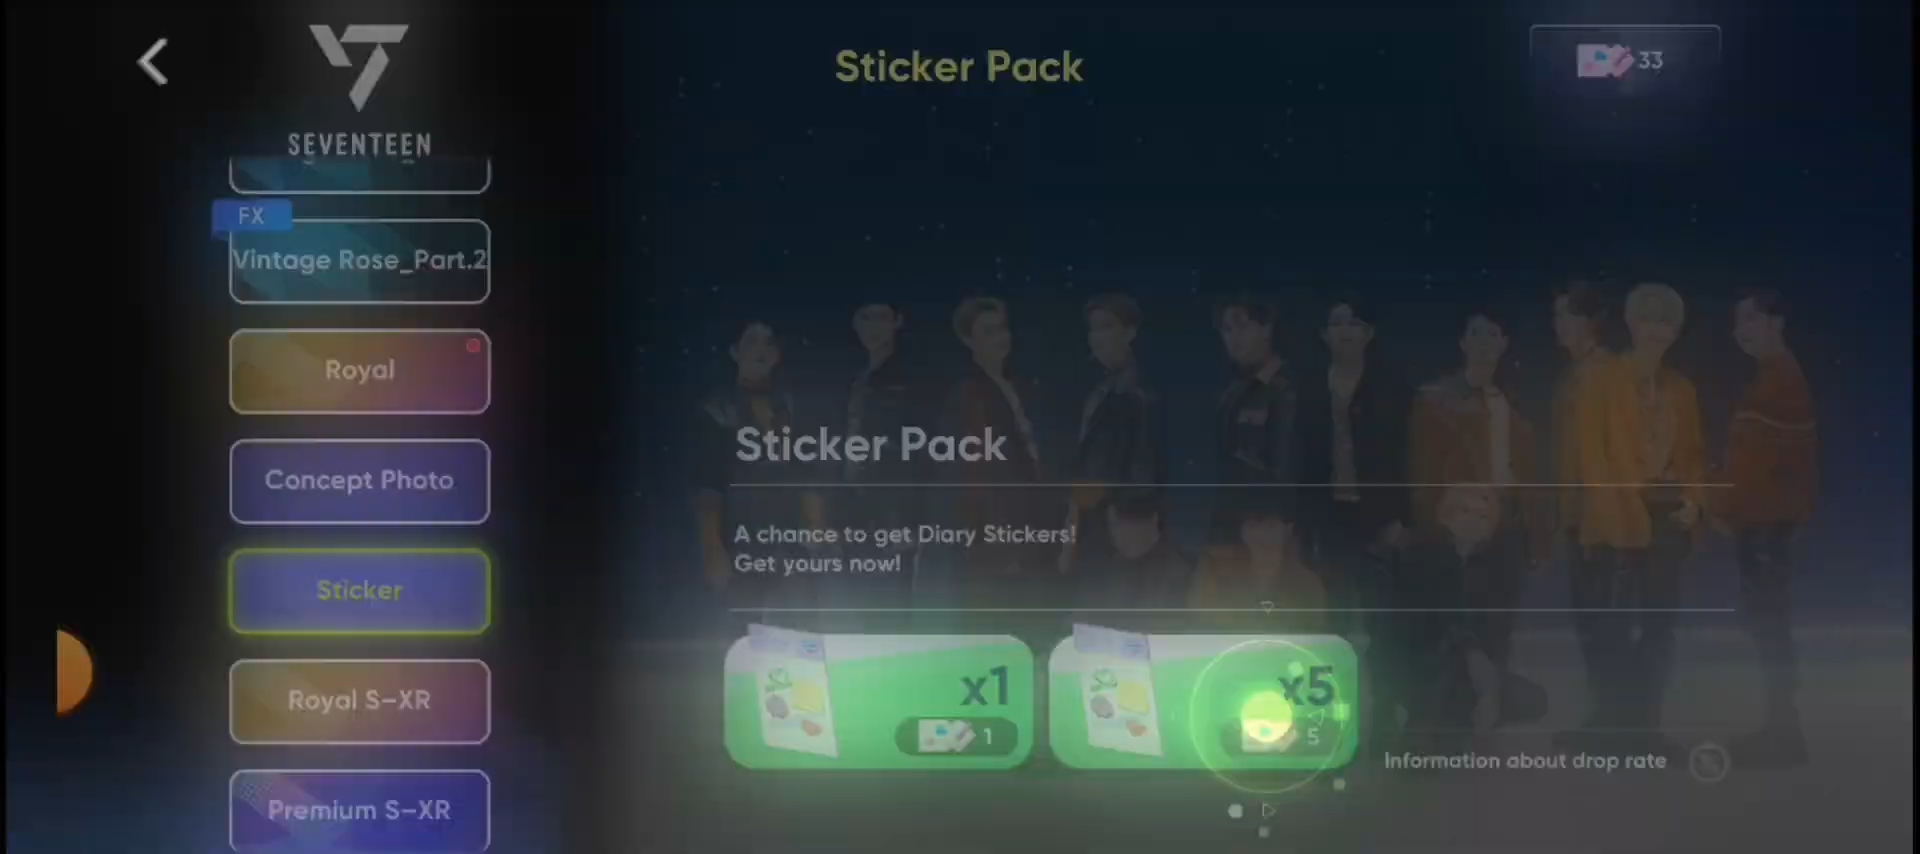 Sticker Pack
33
SEVENTEEN
FX
Vintage Rose_Part.2
Royal
Concept Photo
Sticker
Royal S-XR
Premium S-XR
Sticker Pack
A chance to get Diary Stickers!
Get yours now!
x1
1
x5
5
Information about drop rate